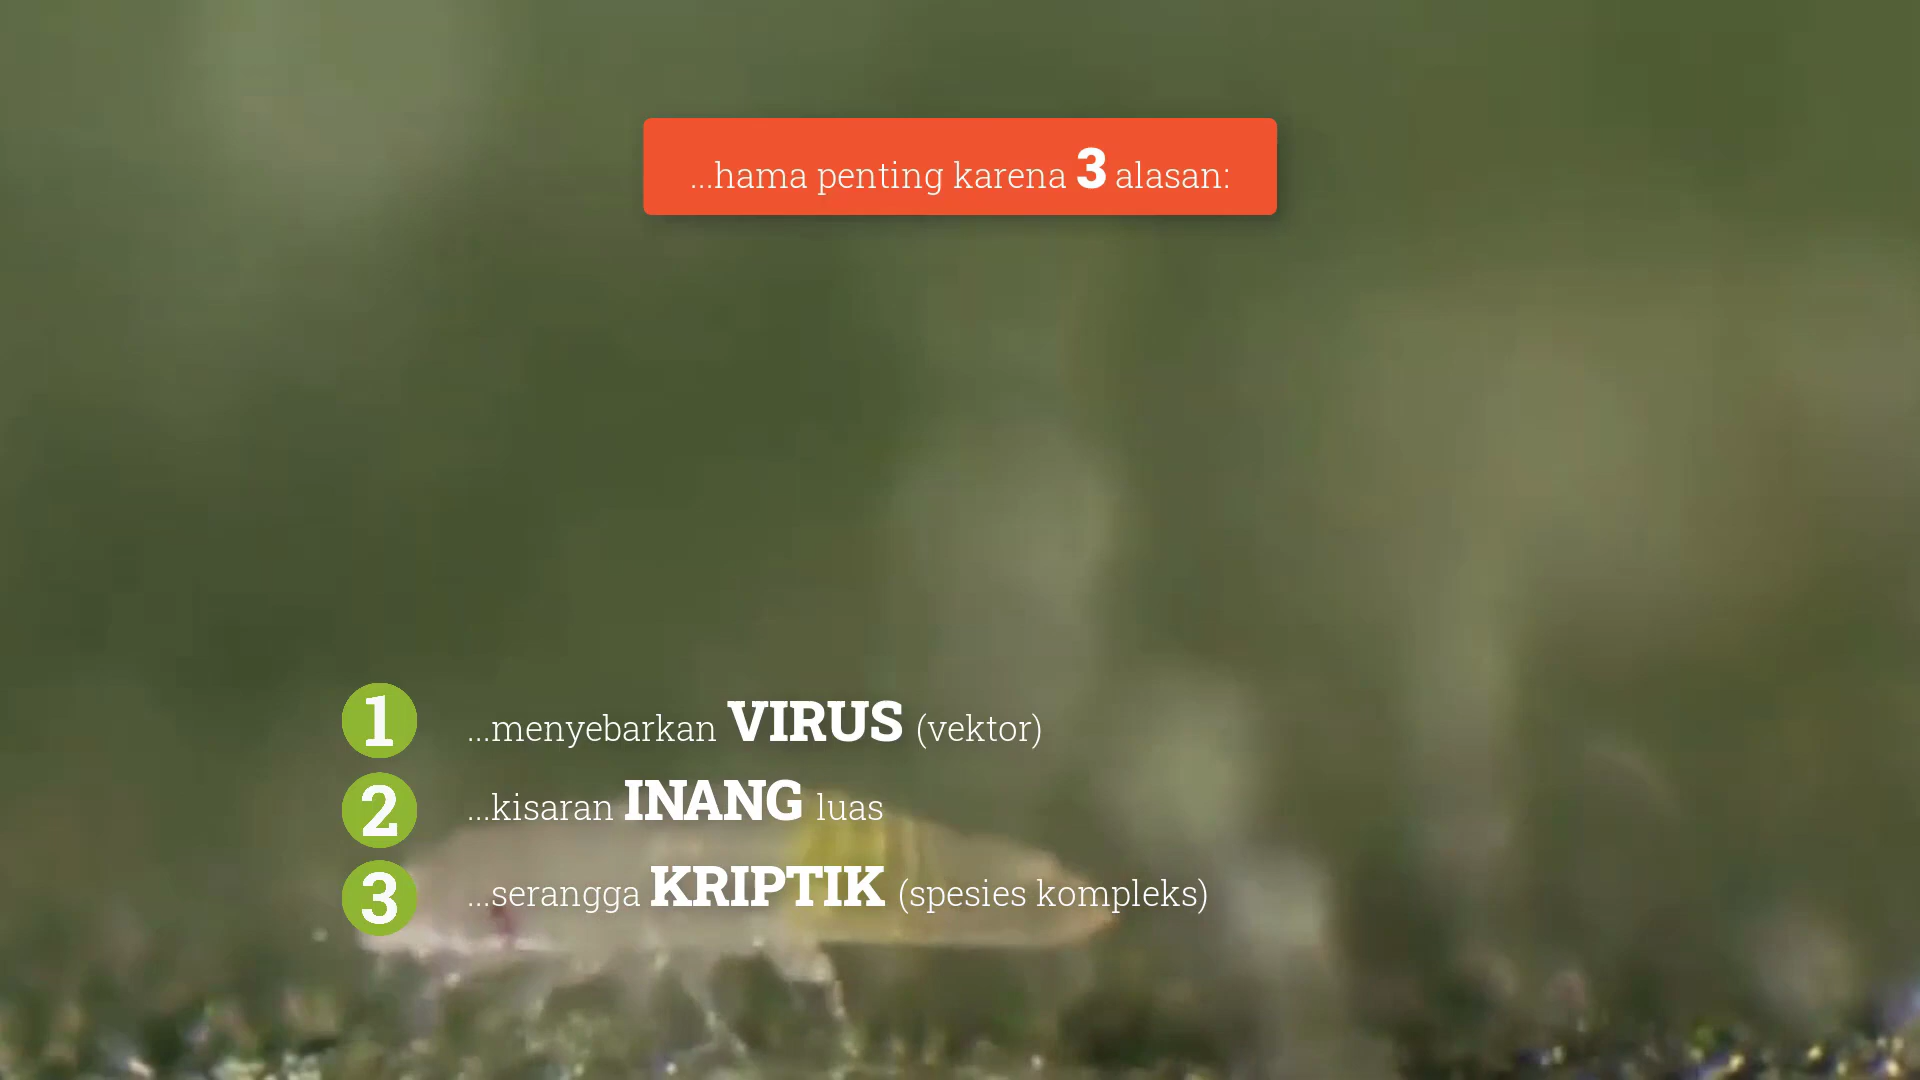 ...hama penting karena 3 alasan:
1 ...menyebarkan VIRUS (vektor)
2 ...kisaran INANG luas
3 ...serangga KRIPTIK (spesies kompleks)